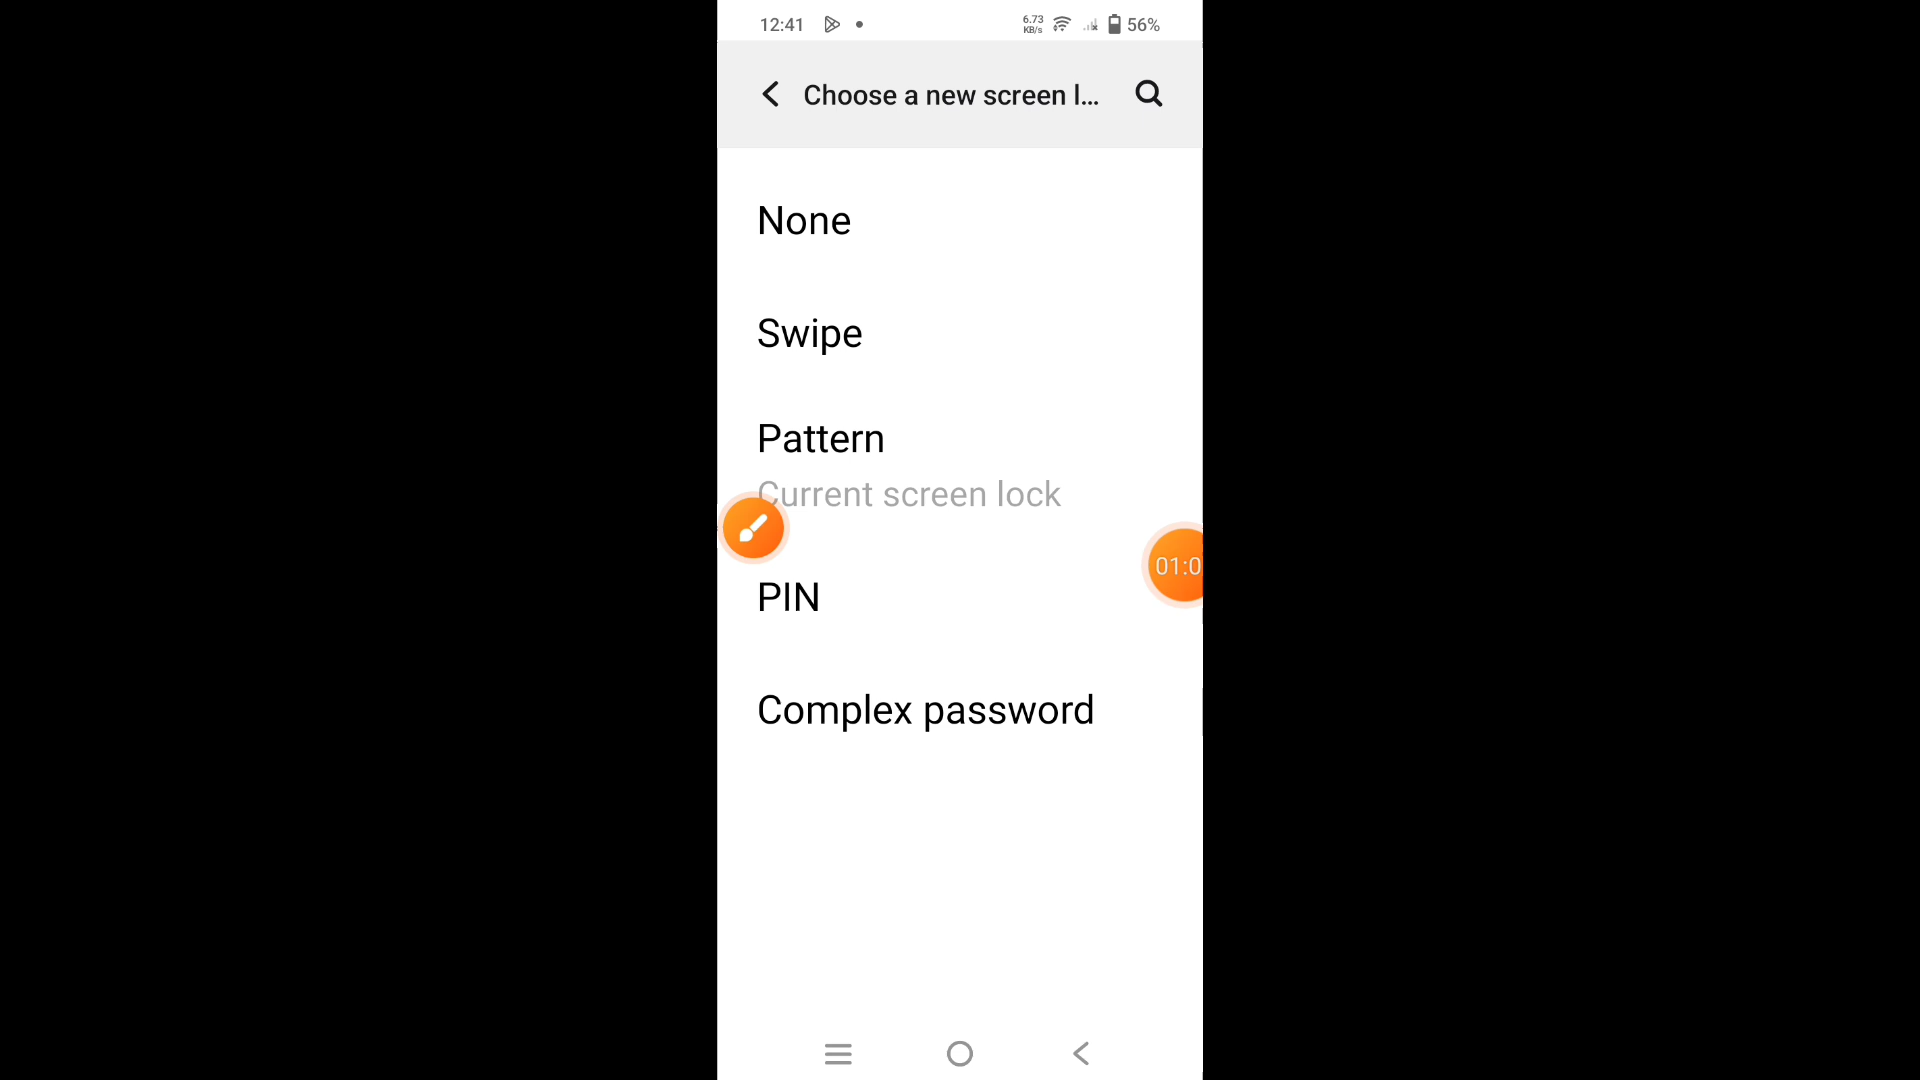 12:41 6.73 KB/s 56%
Choose a new screen l...
None
Swipe
Pattern
Current screen lock
01:0
PIN
Complex password